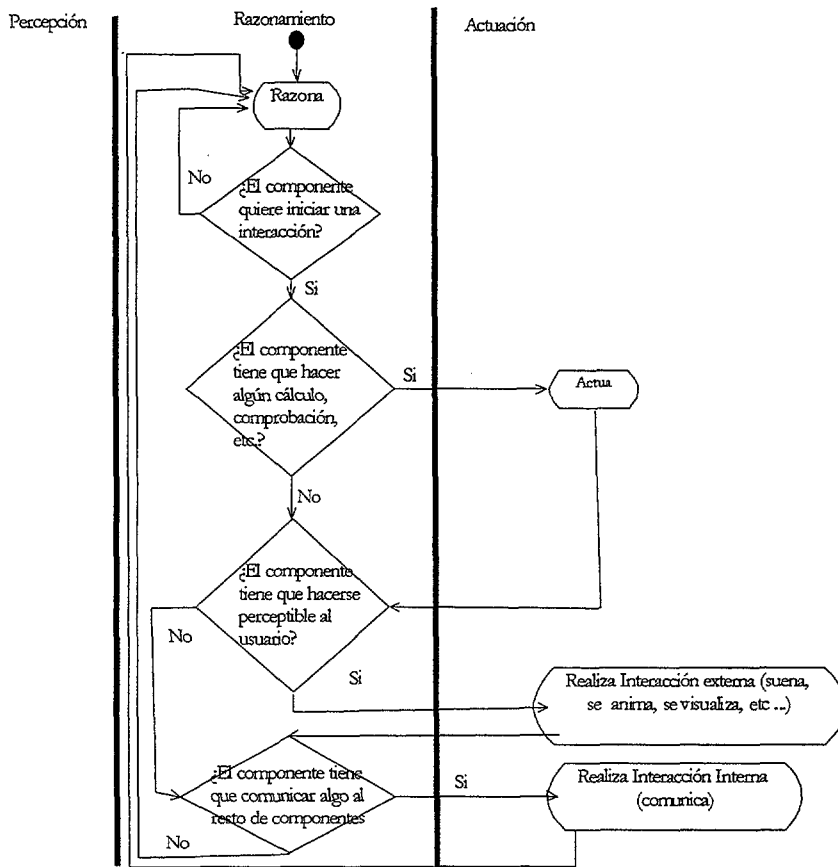 Percepción
Razonamiento
Actuación
Razona
No
¿El componente
quiere iniciar una
interacción?
Si
¿El componente
tiene que hacer
algún cálculo,
comprobación,
etc.?
Si
Actua
No
¿El componente
tiene que hacerse
perceptible al
usuario?
No
Si
Realiza Interacción externa (suena,
se anima, se visualiza, etc ...)
¿El componente tiene
que comunicar algo al
resto de componentes
Si
Realiza Interacción Interna
(comunica)
No